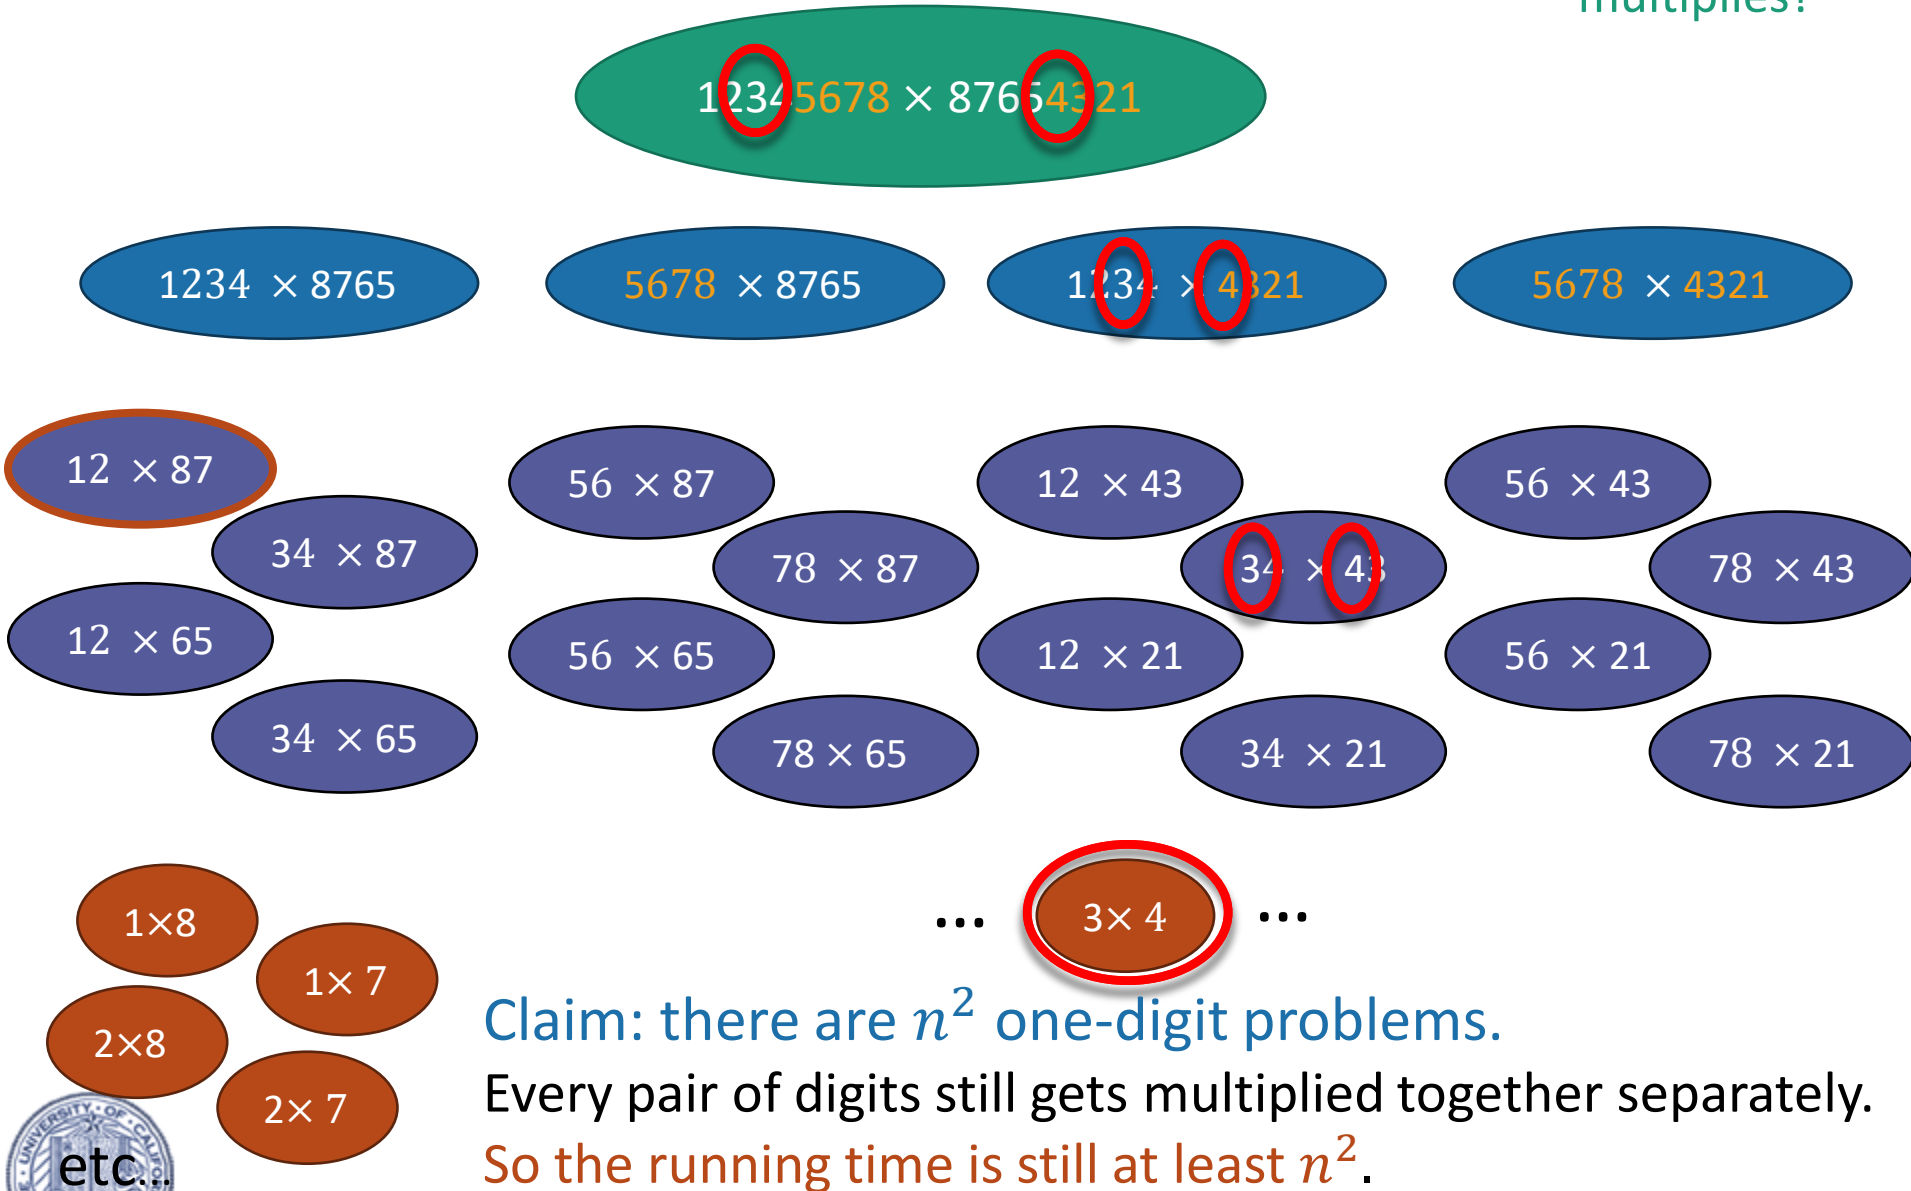 multiplies?
12345678 × 87654321
1234 × 8765
5678 × 8765
1234 × 4321
5678 × 4321
12 × 87
34 × 87
12 × 65
34 × 65
56 × 87
78 × 87
56 × 65
78 × 65
12 × 43
34 × 43
12 × 21
34 × 21
56 × 43
78 × 43
56 × 21
78 × 21
1×8
1× 7
2×8
2× 7
etc...
... 3× 4 ...
Claim: there are n² one-digit problems.
Every pair of digits still gets multiplied together separately.
So the running time is still at least n².